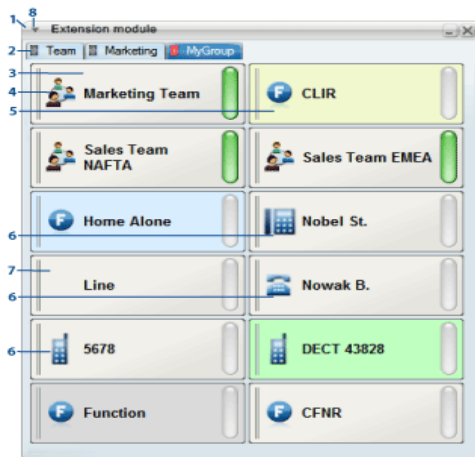 1 8 Extension module
2 Team Marketing MyGroup
3
4 Marketing Team CLIR
5
Sales Team Sales Team EMEA
NAFTA
Home Alone Nobel St.
6
7
Line Nowak B.
6
6 5678 DECT 43828
Function CFNR
F
F
F
F